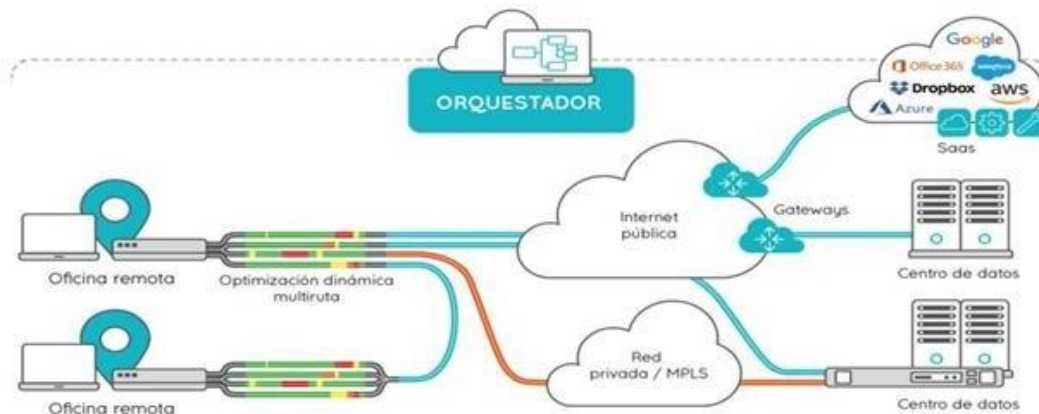 ORQUESTADOR
Google
Office 365
salesforce
Dropbox
aws
Azure
Saas
Internet
pública
Gateways
Oficina remota
Optimización dinámica
multiruta
Centro de datos
Red
privada / MPLS
Oficina remota
Centro de datos